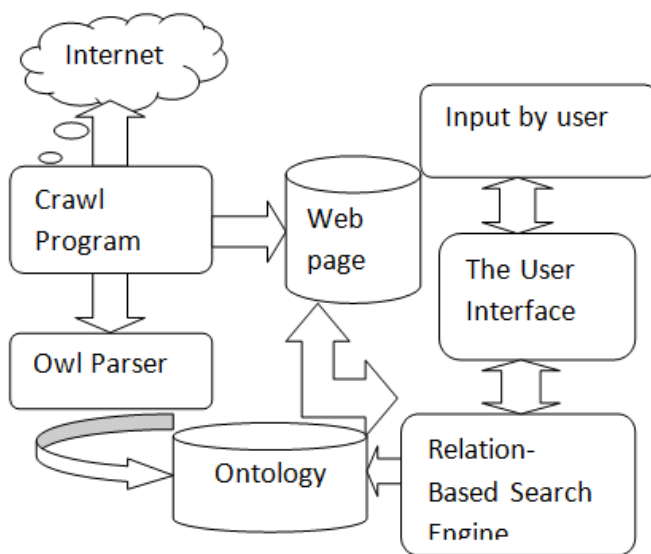 Internet
Input by user
Crawl
Program
Web
page
The User
Interface
Owl Parser
Ontology
Relation-
Based Search
Engine